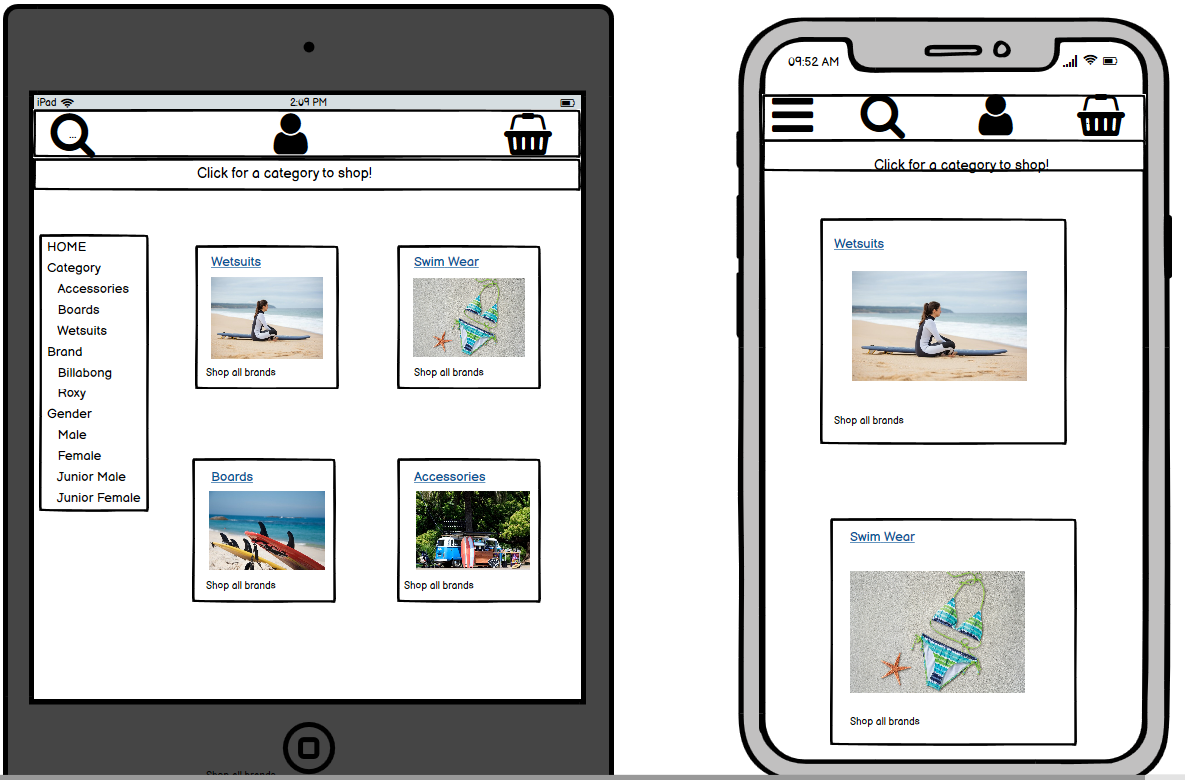 iPad
2:09 PM
...
Click for a category to shop!
HOME
Category
Accessories
Boards
Wetsuits
Brand
Billabong
Roxy
Gender
Male
Female
Junior Male
Junior Female
Wetsuits
Shop all brands
Swim Wear
Shop all brands
Boards
Shop all brands
Accessories
Shop all brands
Shop all brands
09:52 AM
Click for a category to shop!
Wetsuits
Shop all brands
Swim Wear
Shop all brands